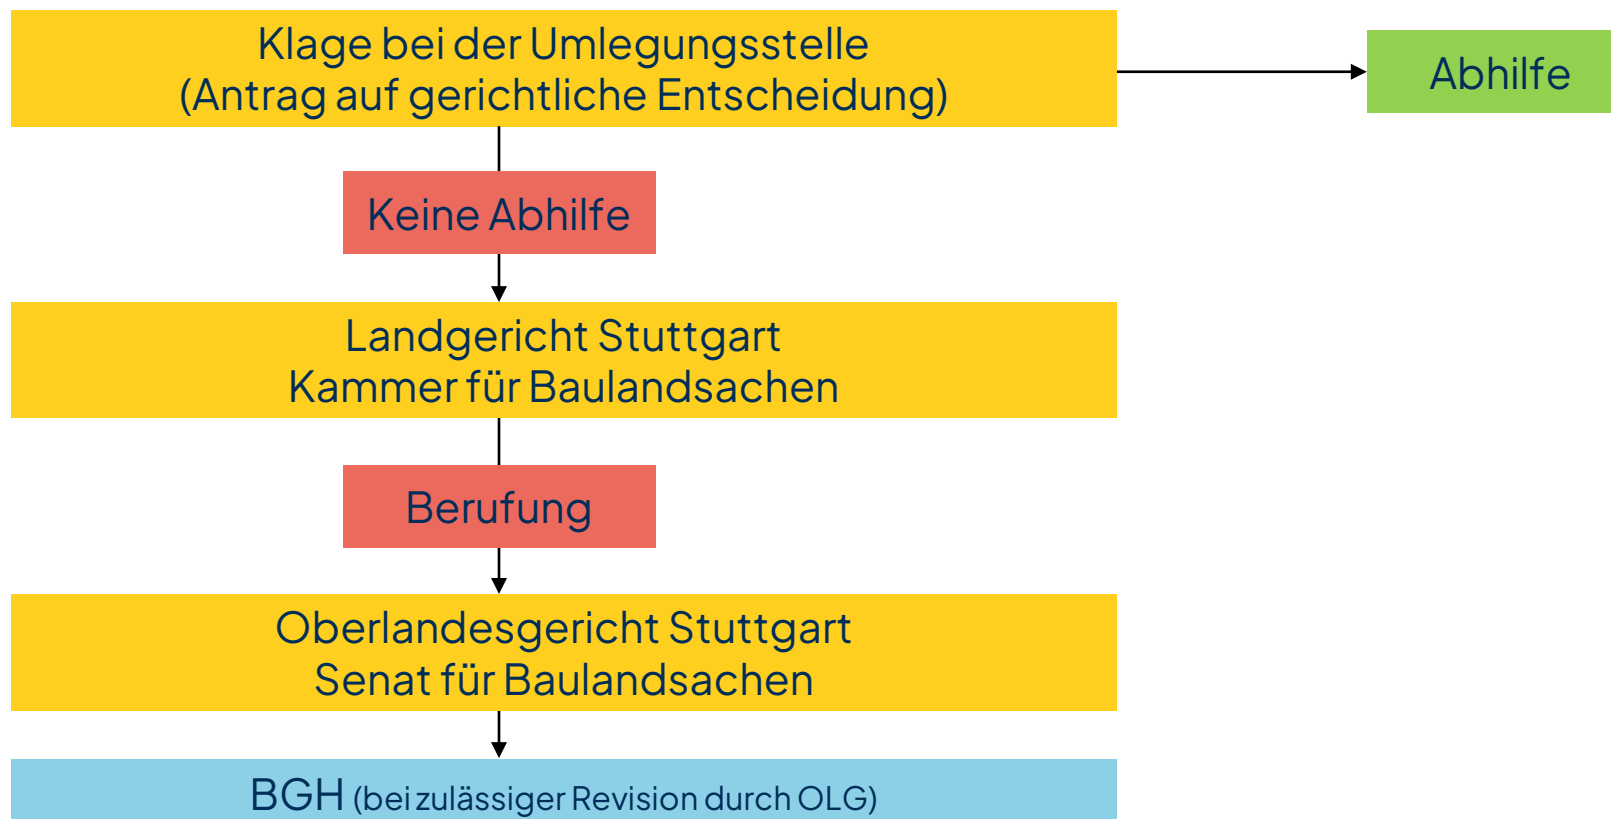 Klage bei der Umlegungsstelle
(Antrag auf gerichtliche Entscheidung)
Abhilfe
Keine Abhilfe
Landgericht Stuttgart
Kammer für Baulandsachen
Berufung
Oberlandesgericht Stuttgart
Senat für Baulandsachen
BGH (bei zulässiger Revision durch OLG)